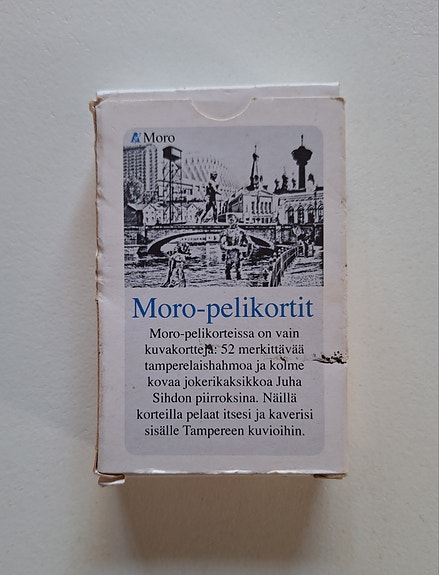 Moro
Moro-pelikortit
Moro-pelikorteissa on vain
kuvakortteja: 52 merkittävää
tamperelaishahmoa ja kolme
kovaa jokerikaksikkoa Juha
Sihdon piirroksina. Näillä
korteilla pelaat itsesi ja kaverisi
sisälle Tampereen kuvioihin.